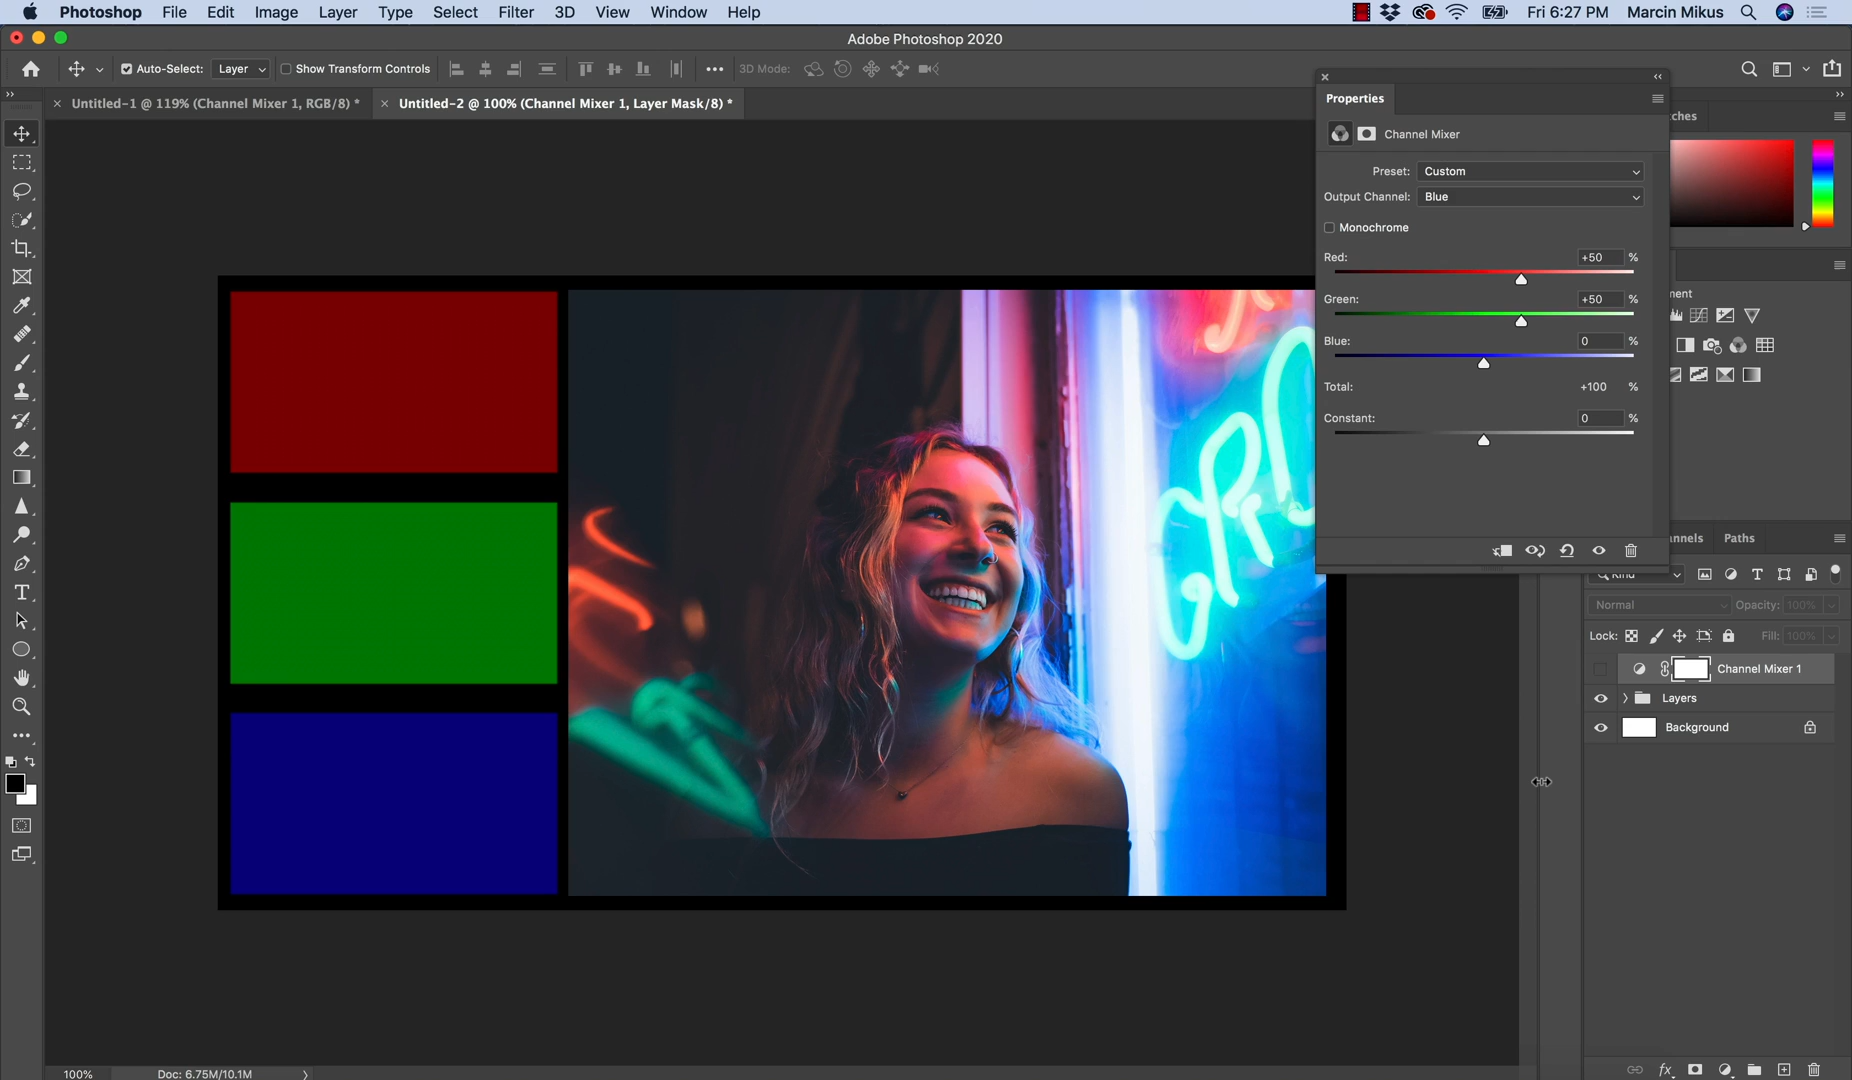 Photoshop File Edit Image Layer Type Select Filter 3D View Window Help Fri 6:27 PM Marcin Mikus
Adobe Photoshop 2020
Auto-Select: Layer Show Transform Controls 3D Mode:
Untitled-1 @ 119% (Channel Mixer 1, RGB/8) * Untitled-2 @ 100% (Channel Mixer 1, Layer Mask/8) *
Properties
Channel Mixer
Preset: Custom
Output Channel: Blue
Monochrome
Red: +50 %
Green: +50 %
Blue: 0 %
Total: +100 %
Constant: 0 %
Paths
Kind
Normal Opacity: 100%
Lock: Fill: 100%
Channel Mixer 1
Layers
Background
100% Doc: 6.75M/10.1M